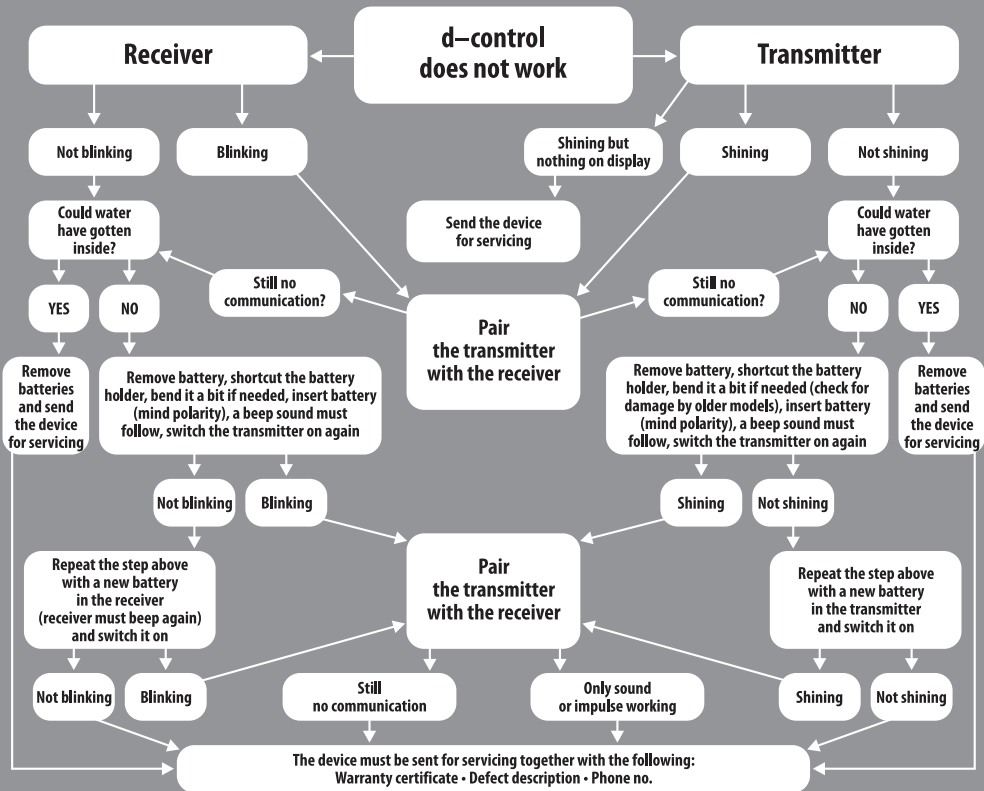 d–control
does not work
Receiver
Transmitter
Not blinking
Blinking
Shining but
nothing on display
Shining
Not shining
Could water
have gotten
inside?
Send the device
for servicing
Could water
have gotten
inside?
Still no
communication?
Still no
communication?
YES
NO
Pair
the transmitter
with the receiver
NO
YES
Remove
batteries
and send
the device
for servicing
Remove battery, shortcut the battery
holder, bend it a bit if needed, insert battery
(mind polarity), a beep sound must
follow, switch the transmitter on again
Remove battery, shortcut the battery
holder, bend it a bit if needed (check for
damage by older models), insert battery
(mind polarity), a beep sound must
follow, switch the transmitter on again
Remove
batteries
and send
the device
for servicing
Not blinking
Blinking
Shining
Not shining
Repeat the step above
with a new battery
in the receiver
(receiver must beep again)
and switch it on
Pair
the transmitter
with the receiver
Repeat the step above
with a new battery
in the transmitter
and switch it on
Not blinking
Blinking
Still
no communication
Only sound
or impulse working
Shining
Not shining
The device must be sent for servicing together with the following:
Warranty certificate • Defect description • Phone no.